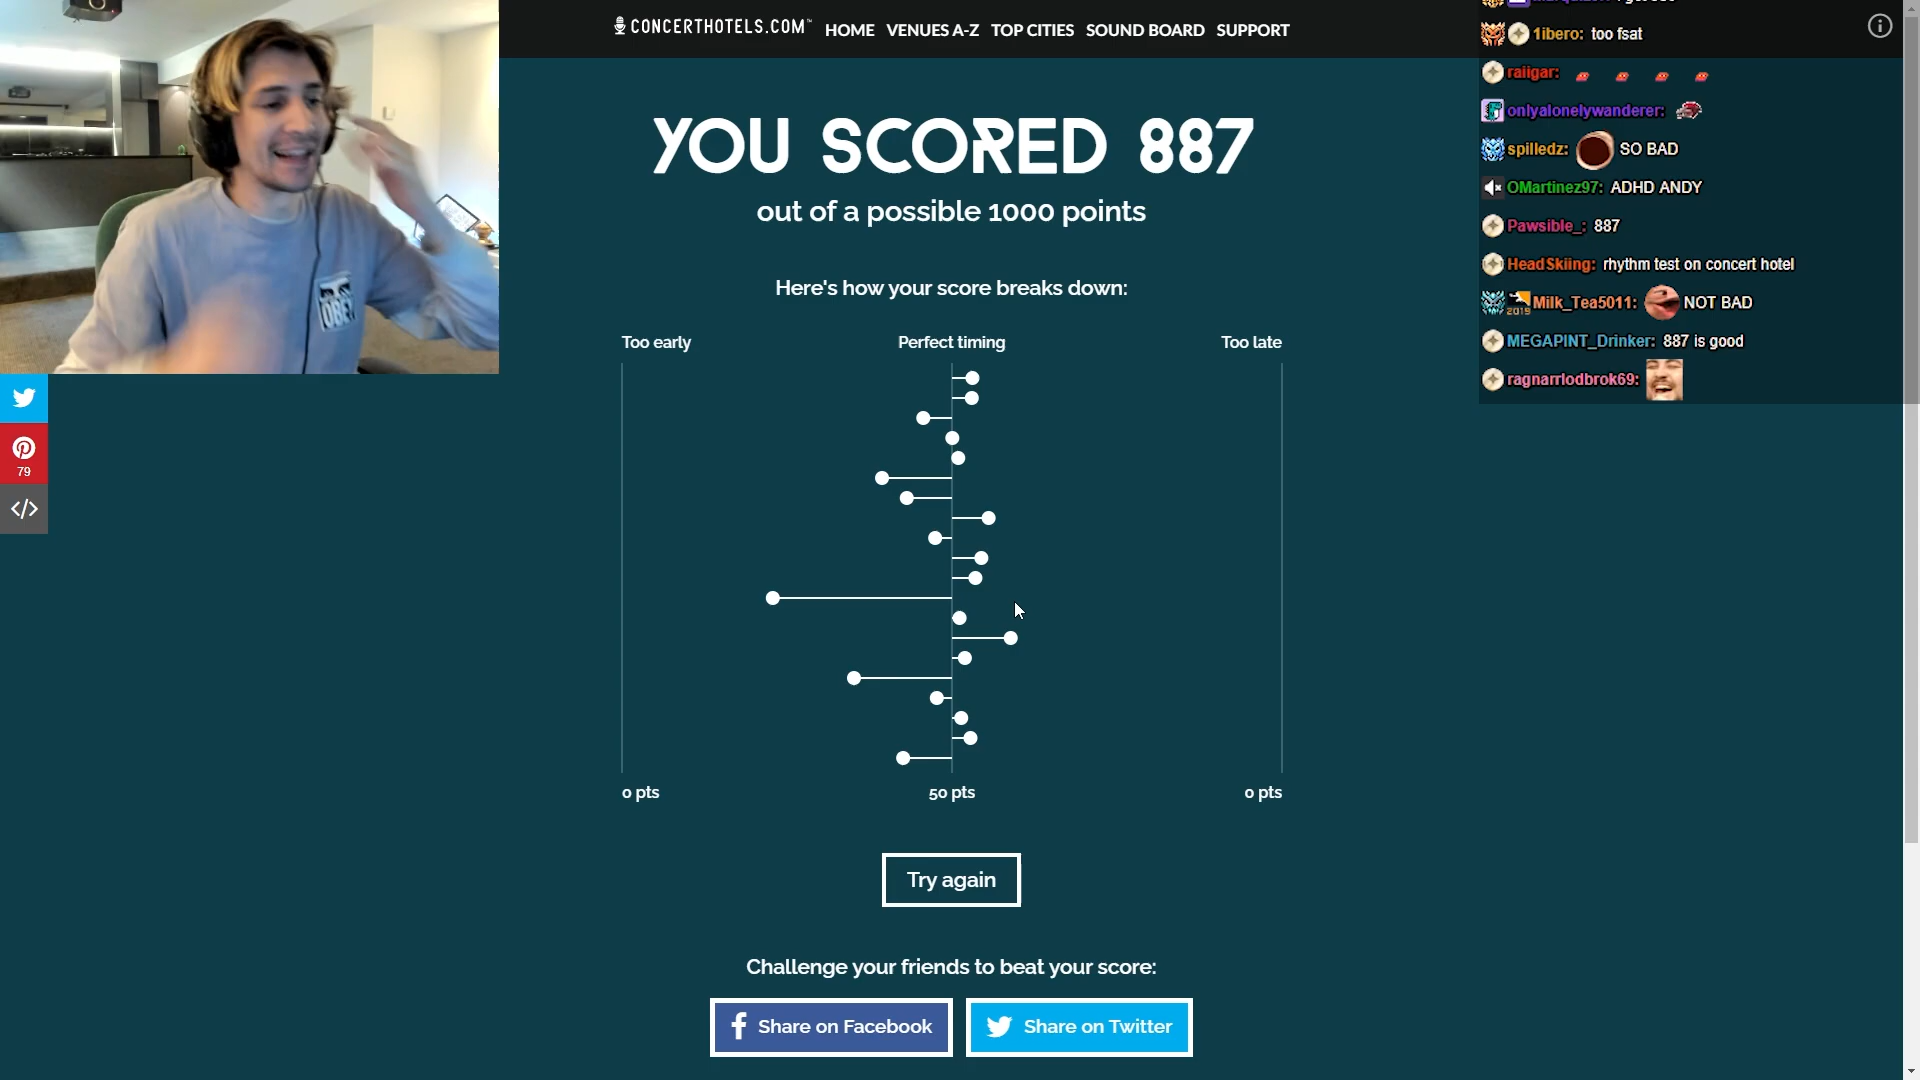 CONCERTHOTELS.COM™ HOME VENUES A-Z TOP CITIES SOUND BOARD SUPPORT
YOU SCORED 887
out of a possible 1000 points
Here's how your score breaks down:
Too early Perfect timing Too late
0 pts 50 pts 0 pts
Try again
Challenge your friends to beat your score:
Share on Facebook Share on Twitter
79
</>
OBEY
1ibero: too fsat
raiigar:
onlyalonelywanderer:
spilledz: SO BAD
OMartinez97: ADHD ANDY
Pawsible_: 887
HeadSkiing: rhythm test on concert hotel
2019 Milk_Tea5011: NOT BAD
MEGAPINT_Drinker: 887 is good
ragnarrlodbrok69: